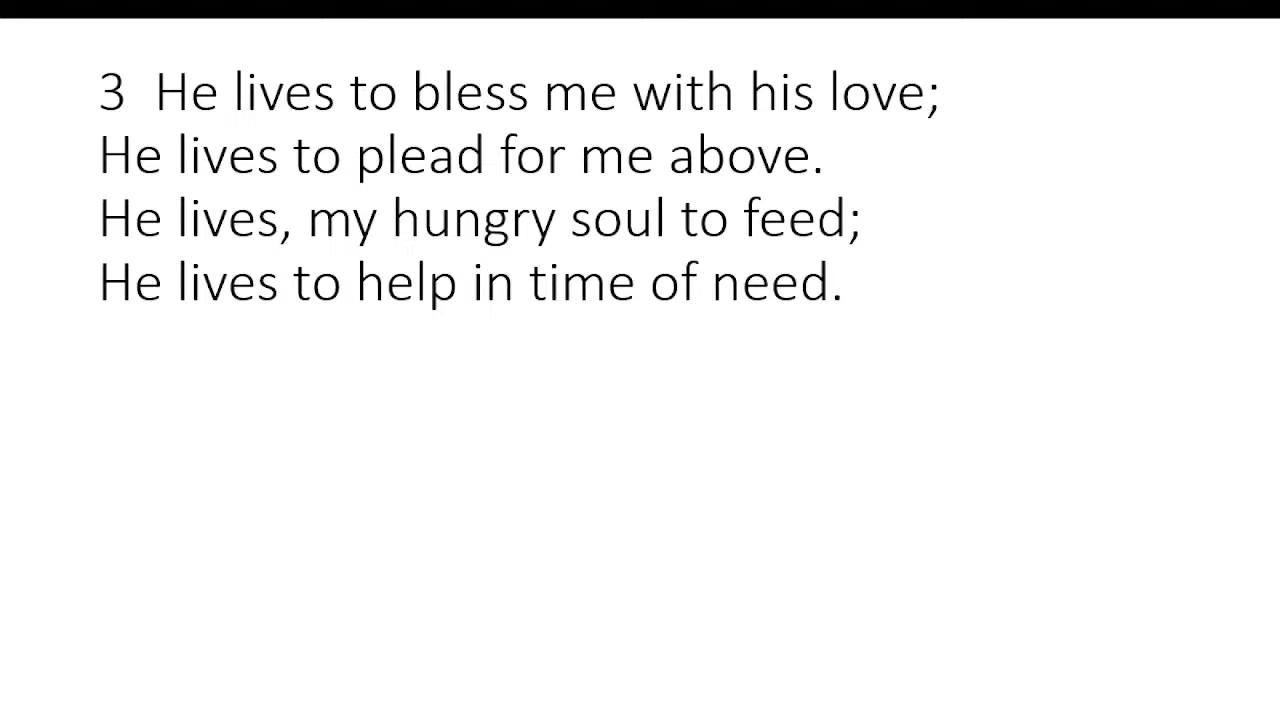 3  He lives to bless me with his love;
He lives to plead for me above.
He lives, my hungry soul to feed;
He lives to help in time of need.